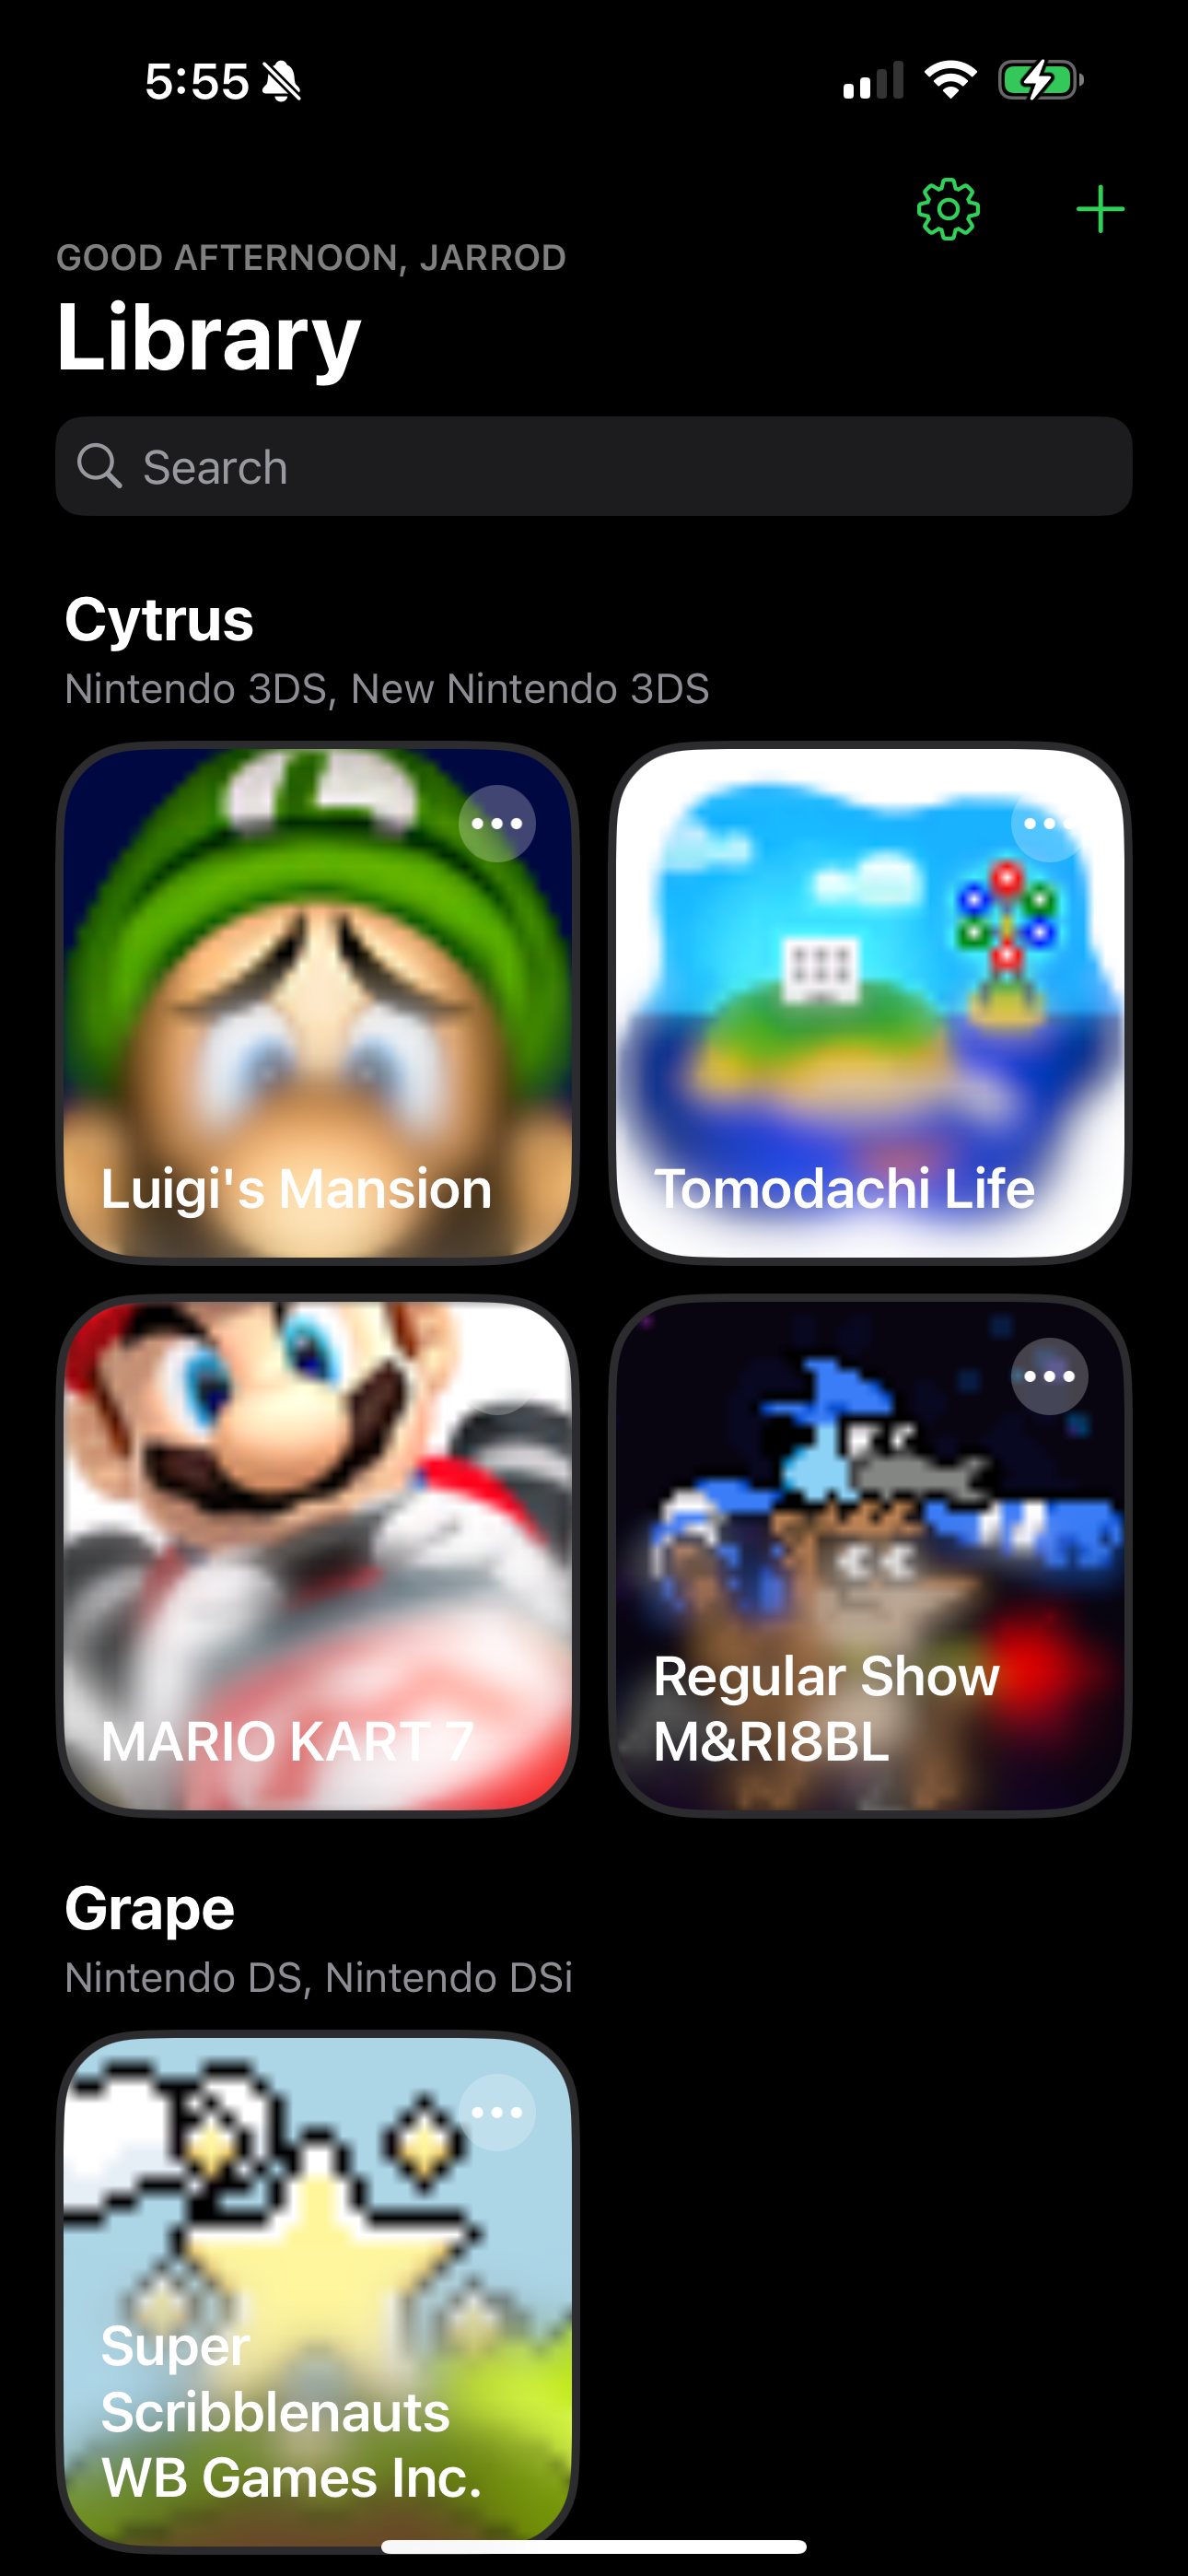 5:55
GOOD AFTERNOON, JARROD
Library
Search
Cytrus
Nintendo 3DS, New Nintendo 3DS
Luigi's Mansion
Tomodachi Life
MARIO KART 7
Regular Show
M&RI8BL
Grape
Nintendo DS, Nintendo DSi
Super
Scribblenauts
WB Games Inc.